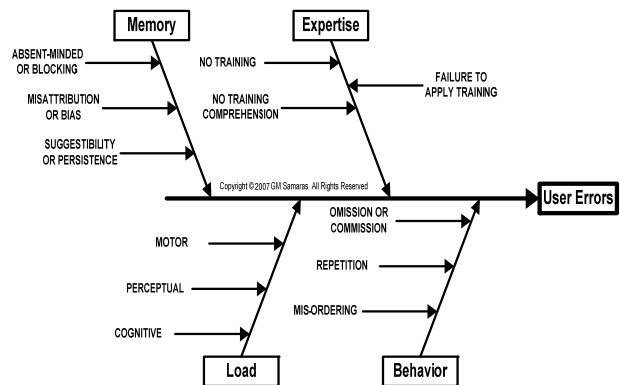 Memory
Expertise
ABSENT-MINDED
OR BLOCKING
NO TRAINING
FAILURE TO
APPLY TRAINING
MISATTRIBUTION
OR BIAS
NO TRAINING
COMPREHENSION
SUGGESTIBILITY
OR PERSISTENCE
Copyright © 2007 GM Samaras All Rights Reserved
User Errors
OMISSION OR
COMMISSION
MOTOR
REPETITION
PERCEPTUAL
MIS-ORDERING
COGNITIVE
Load
Behavior